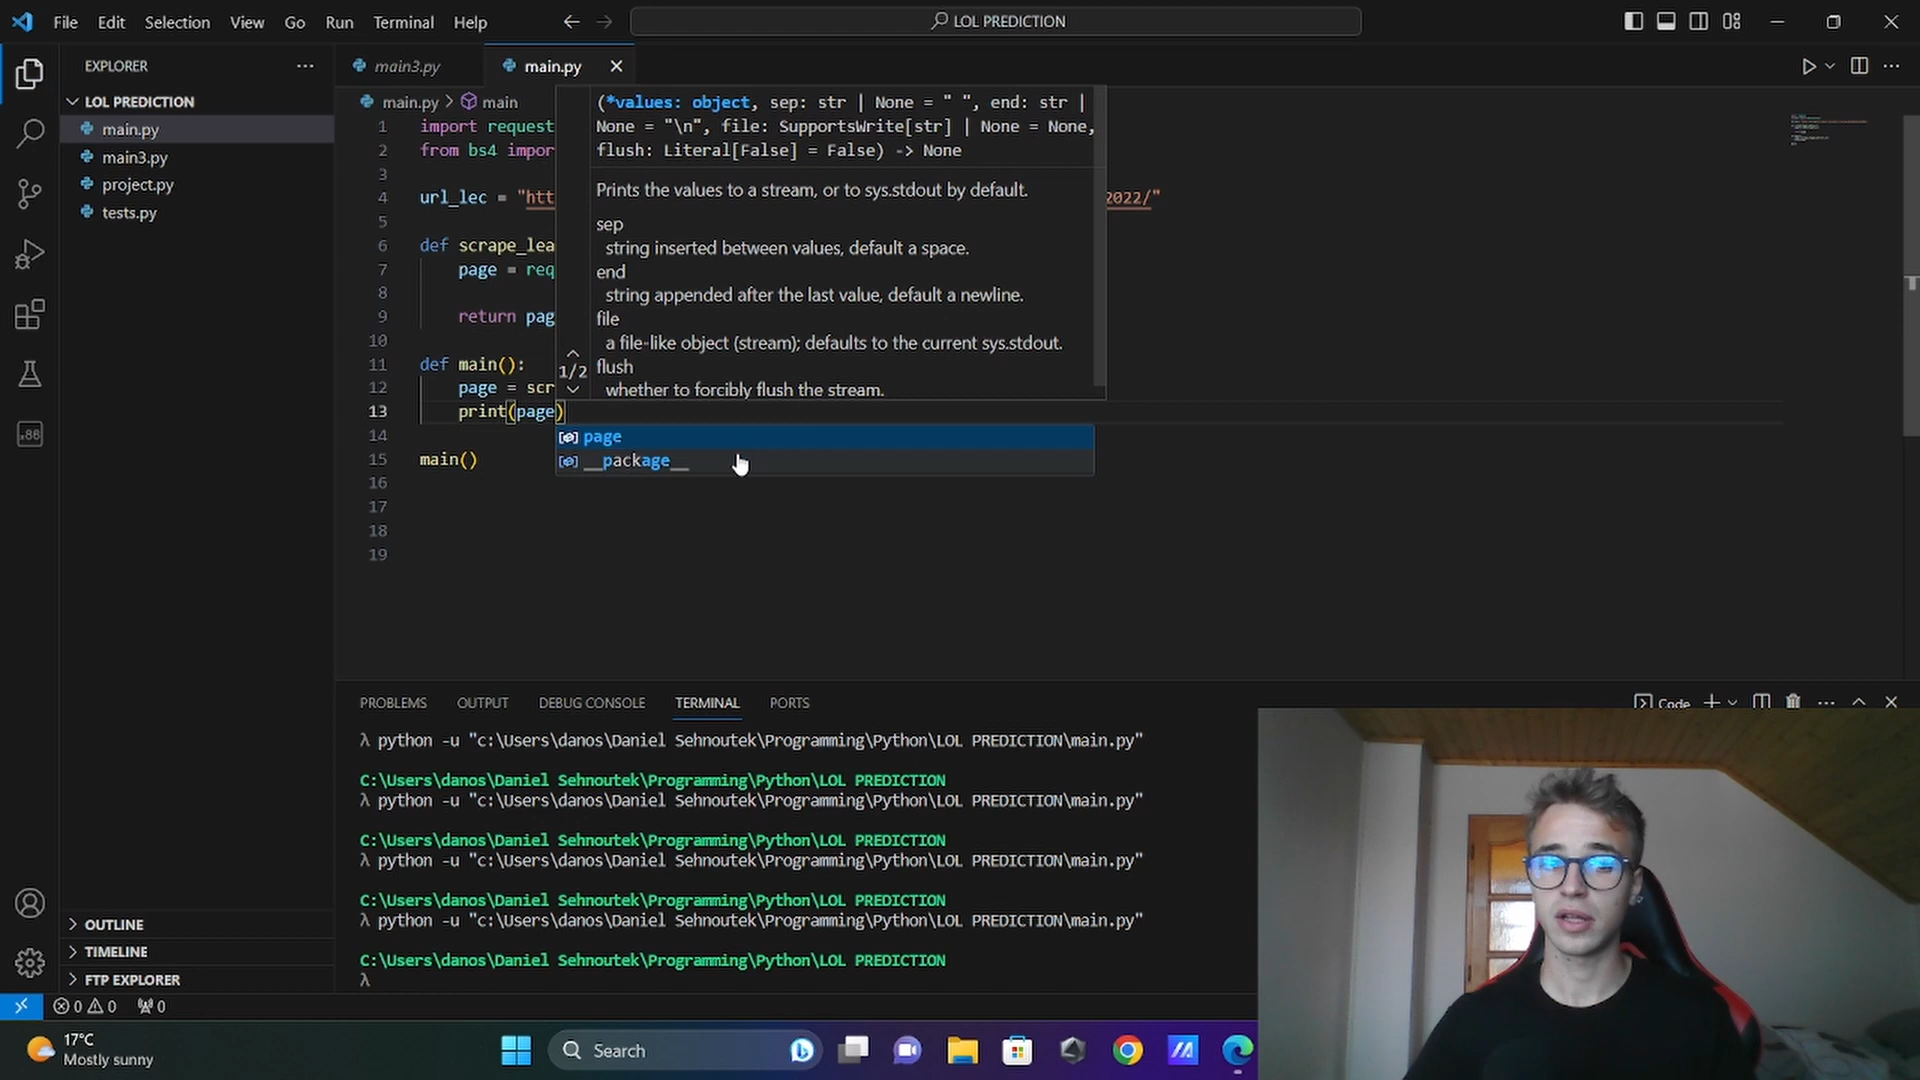 File Edit Selection View Go Run Terminal Help
LOL PREDICTION
EXPLORER
LOL PREDICTION
main.py
main3.py
project.py
tests.py
OUTLINE
TIMELINE
FTP EXPLORER
main3.py
main.py
main.py > main
1 import request
2 from bs4 impor
3
4 url_lec = "htt 2022/"
5
6 def scrape_lea
7 page = req
8
9 return pag
10
11 def main():
12 page = scr
13 print(page)
14
15 main()
16
17
18
19
(*values: object, sep: str | None = " ", end: str |
None = "\n", file: SupportsWrite[str] | None = None,
flush: Literal[False] = False) -> None
Prints the values to a stream, or to sys.stdout by default.
sep
string inserted between values, default a space.
end
string appended after the last value, default a newline.
file
a file-like object (stream); defaults to the current sys.stdout.
flush
whether to forcibly flush the stream.
1/2
page
__package__
PROBLEMS OUTPUT DEBUG CONSOLE TERMINAL PORTS
Code
λ python -u "c:\Users\danos\Daniel Sehnoutek\Programming\Python\LOL PREDICTION\main.py"
C:\Users\danos\Daniel Sehnoutek\Programming\Python\LOL PREDICTION
λ python -u "c:\Users\danos\Daniel Sehnoutek\Programming\Python\LOL PREDICTION\main.py"
C:\Users\danos\Daniel Sehnoutek\Programming\Python\LOL PREDICTION
λ python -u "c:\Users\danos\Daniel Sehnoutek\Programming\Python\LOL PREDICTION\main.py"
C:\Users\danos\Daniel Sehnoutek\Programming\Python\LOL PREDICTION
λ python -u "c:\Users\danos\Daniel Sehnoutek\Programming\Python\LOL PREDICTION\main.py"
C:\Users\danos\Daniel Sehnoutek\Programming\Python\LOL PREDICTION
λ
0 0 0
17°C
Mostly sunny
Search